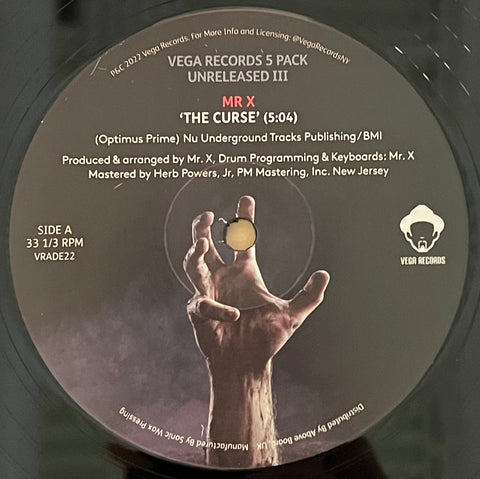 P&C 2022 Vega Records. For More Info and Licensing: @VegaRecordsNY
VEGA RECORDS 5 PACK
UNRELEASED III
MR X
‘THE CURSE’ (5:04)
(Optimus Prime) Nu Underground Tracks Publishing/BMI
Produced & arranged by Mr. X, Drum Programming & Keyboards: Mr. X
Mastered by Herb Powers, Jr, PM Mastering, Inc. New Jersey
SIDE A
33 1/3 RPM
VRADE22
VEGA RECORDS
Manufactured By Sonic Wax Pressing
Distributed By Above Board, UK